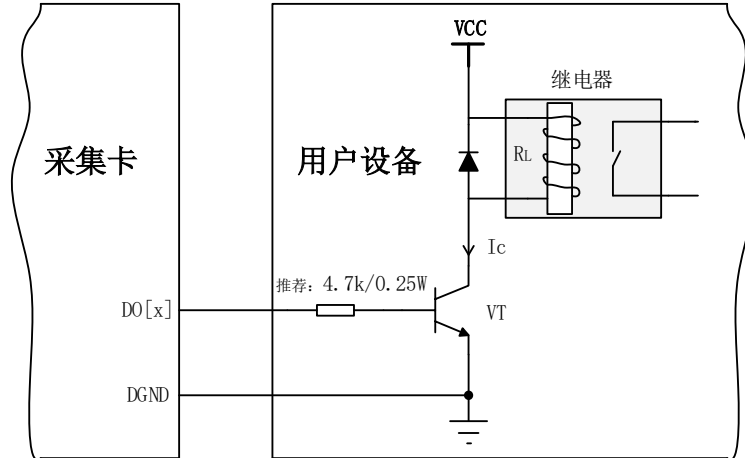 VCC
继电器
采集卡
用户设备
RL
Ic
推荐: 4.7k/0.25W
DO[x]
VT
DGND